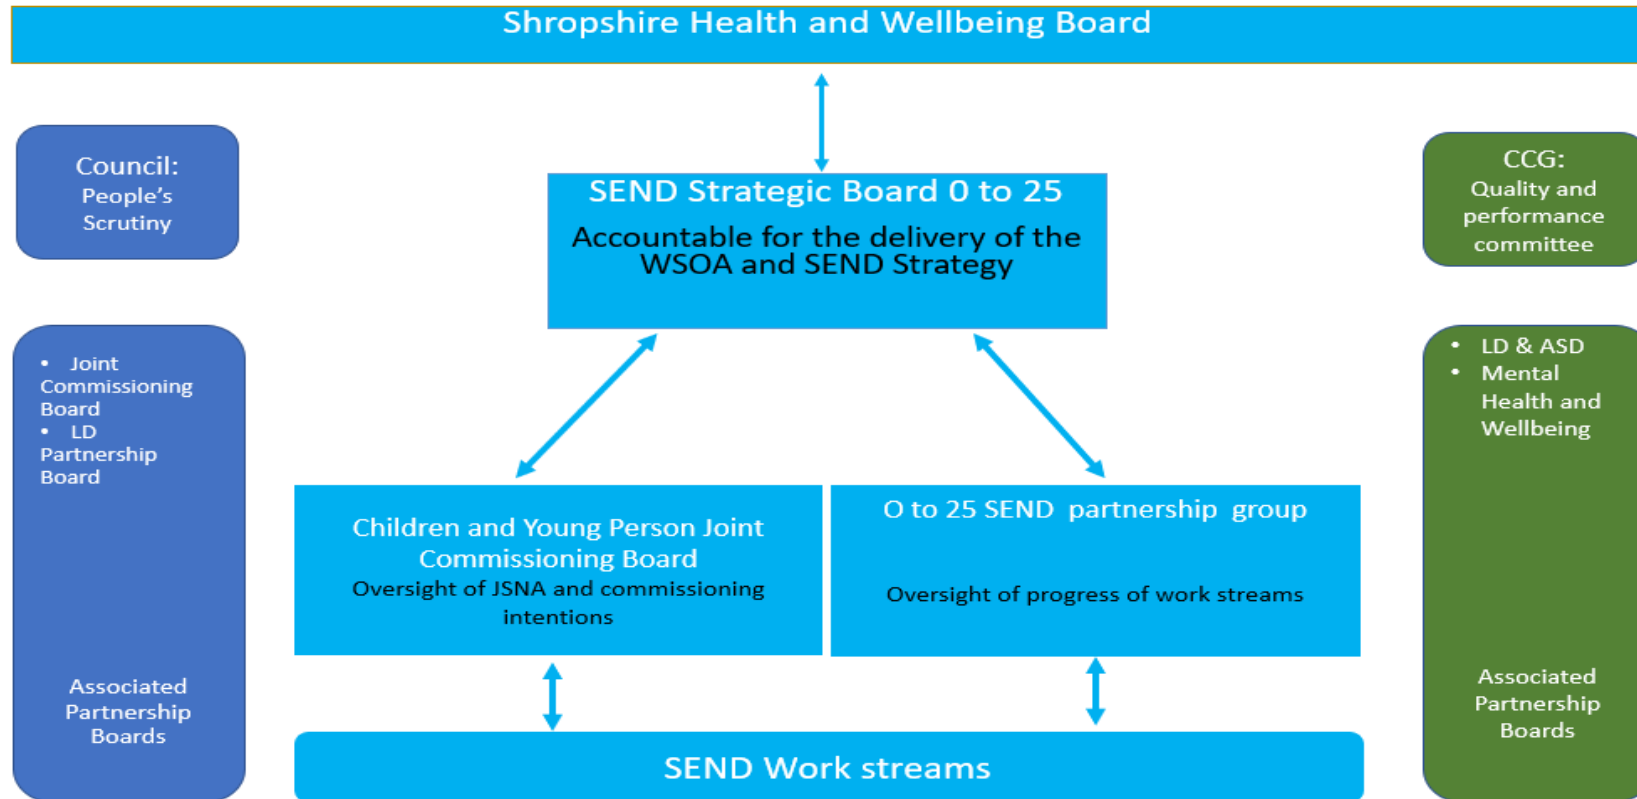 Shropshire Health and Wellbeing Board
Council:
People’s
Scrutiny
CCG:
Quality and
performance
committee
SEND Strategic Board 0 to 25
Accountable for the delivery of the
WSOA and SEND Strategy
• Joint
Commissioning
Board
• LD
Partnership
Board
Associated
Partnership
Boards
• LD & ASD
• Mental
Health and
Wellbeing
Associated
Partnership
Boards
Children and Young Person Joint
Commissioning Board
Oversight of JSNA and commissioning
intentions
O to 25 SEND partnership group
Oversight of progress of work streams
SEND Work streams